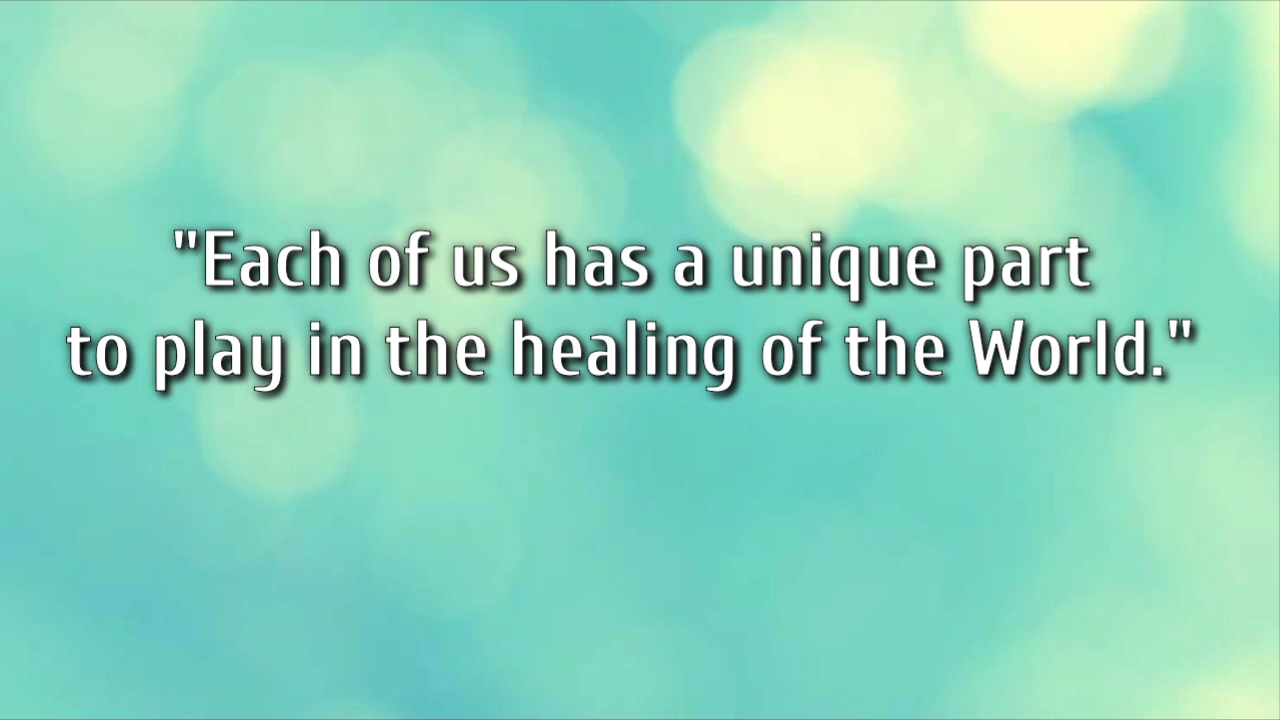 "Each of us has a unique part
to play in the healing of the World."